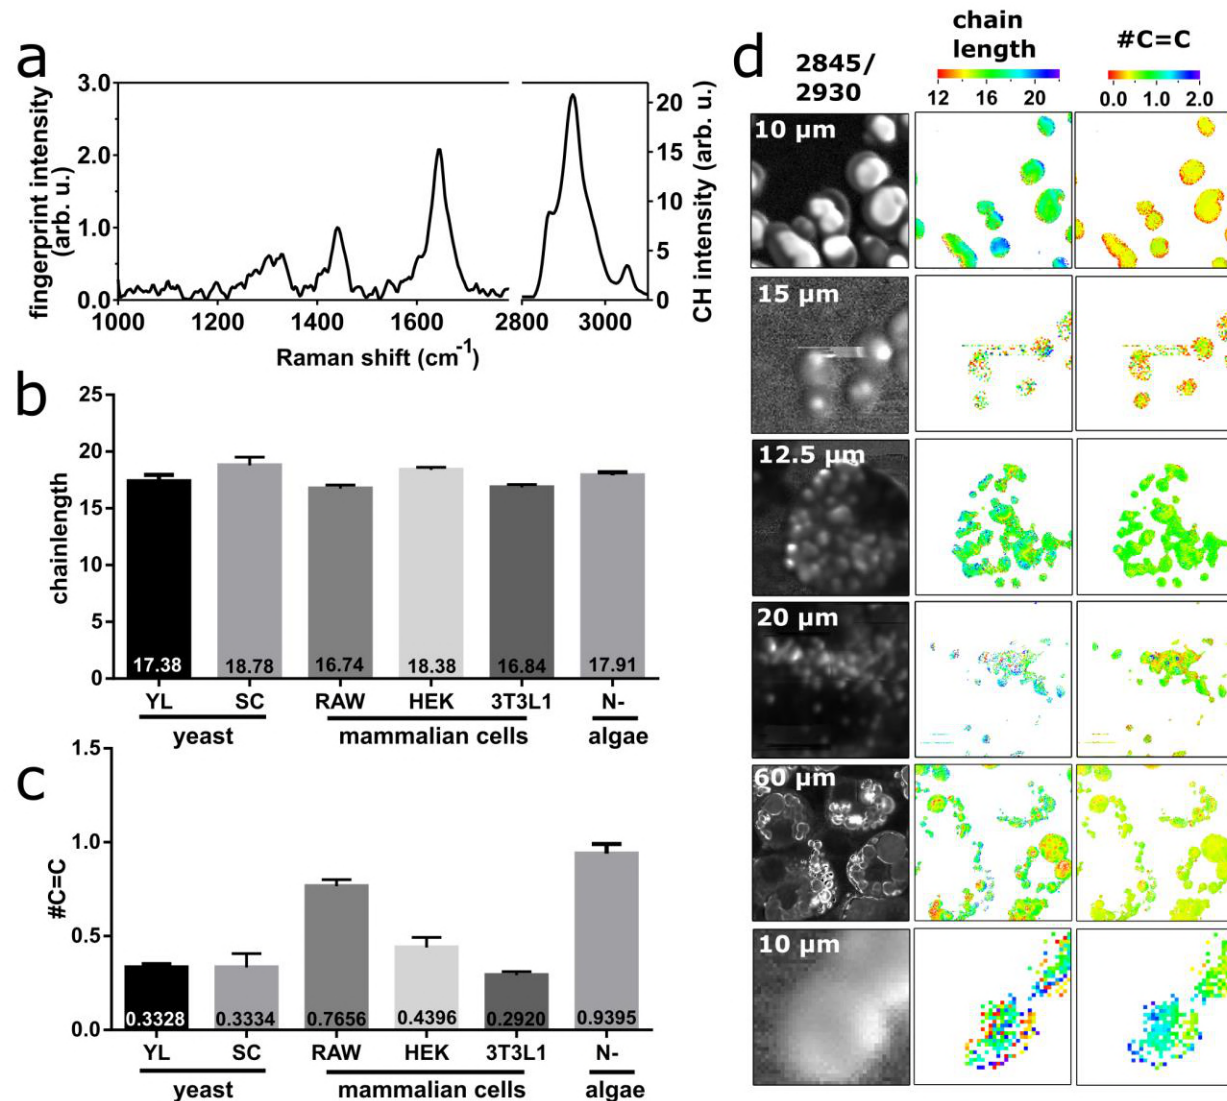 a
fingerprint intensity
(arb. u.)
3.0
2.0
1.0
0.0
20
15
10
5
0
CH intensity (arb. u.)
1000 1200 1400 1600 2800 3000
Raman shift (cm-1)
b
chainlength
25
20
15
10
5
0
17.38 18.78 16.74 18.38 16.84 17.91
YL SC RAW HEK 3T3L1 N-
yeast mammalian cells algae
c
#C=C
1.5
1.0
0.5
0.0
0.3328 0.3334 0.7656 0.4396 0.2920 0.9395
YL SC RAW HEK 3T3L1 N-
yeast mammalian cells algae
d
2845/
2930
chain
length
12 16 20
#C=C
0.0 1.0 2.0
10 µm
15 µm
12.5 µm
20 µm
60 µm
10 µm